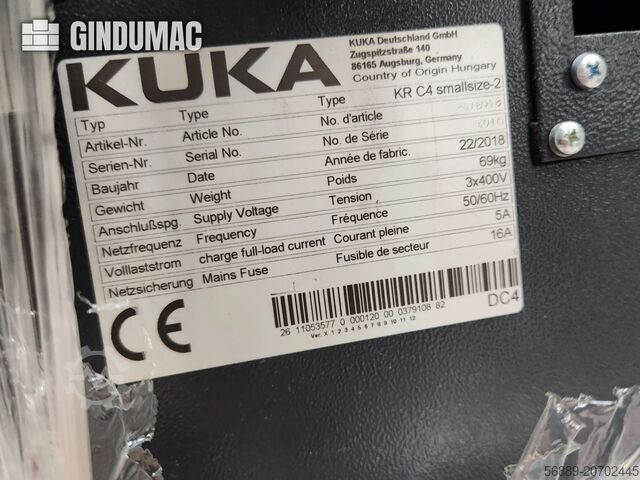 GINDUMAC
KUKA
KUKA Deutschland GmbH
Zugspitzstraße 140
86165 Augsburg, Germany
Country of Origin Hungary
Typ Type Type KR C4 smallsize-2
Artikel-Nr. Article No. No. d'article
Serien-Nr. Serial No. No. de Série
Baujahr Date Année de fabric. 22/2018
Gewicht Weight Poids 69kg
Anschlußspg. Supply Voltage Tension 3x400V
Netzfrequenz Frequency Fréquence 50/60Hz
Volllaststrom charge full-load current Courant pleine 5A
Netzsicherung Mains Fuse Fusible de secteur 16A
CE
26 11053577 0 000120 00 0379108 82
Ver. X 1 2 3 4 5 6 7 8 9 10 11 12
DC4
56889-20702445